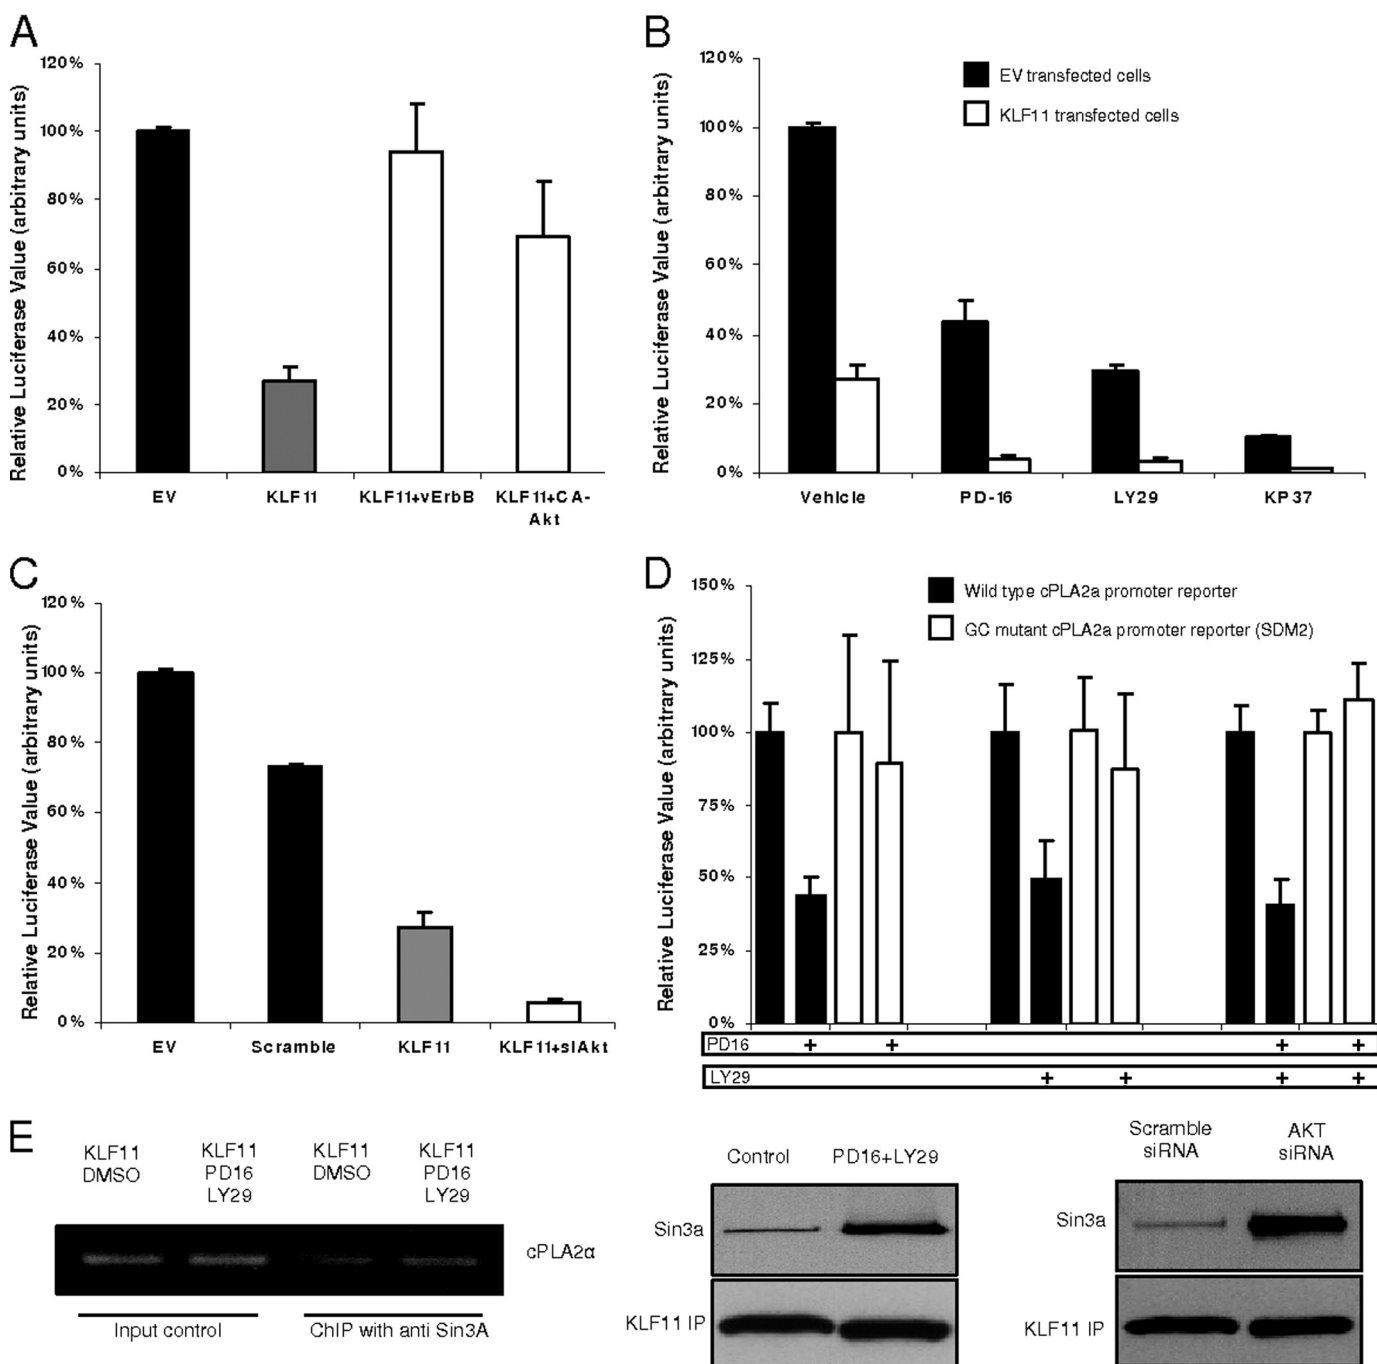 A
Relative Luciferase Value (arbitrary units)
120%
100%
80%
60%
40%
20%
0%
EV
KLF11
KLF11+vErbB
KLF11+CA-
Akt
B
Relative Luciferase Value (arbitrary units)
120%
100%
80%
60%
40%
20%
0%
EV transfected cells
KLF11 transfected cells
Vehicle
PD-16
LY29
KP37
C
Relative Luciferase Value (arbitrary units)
120%
100%
80%
60%
40%
20%
0%
EV
Scramble
KLF11
KLF11+siAkt
D
Relative Luciferase Value (arbitrary units)
150%
125%
100%
75%
50%
25%
0%
Wild type cPLA2a promoter reporter
GC mutant cPLA2a promoter reporter (SDM2)
PD16 + + + +
LY29 + + + +
E
KLF11
DMSO
KLF11
PD16
LY29
KLF11
DMSO
KLF11
PD16
LY29
cPLA2α
Input control
ChIP with anti Sin3A
Control
PD16+LY29
Sin3a
KLF11 IP
Scramble
siRNA
AKT
siRNA
Sin3a
KLF11 IP